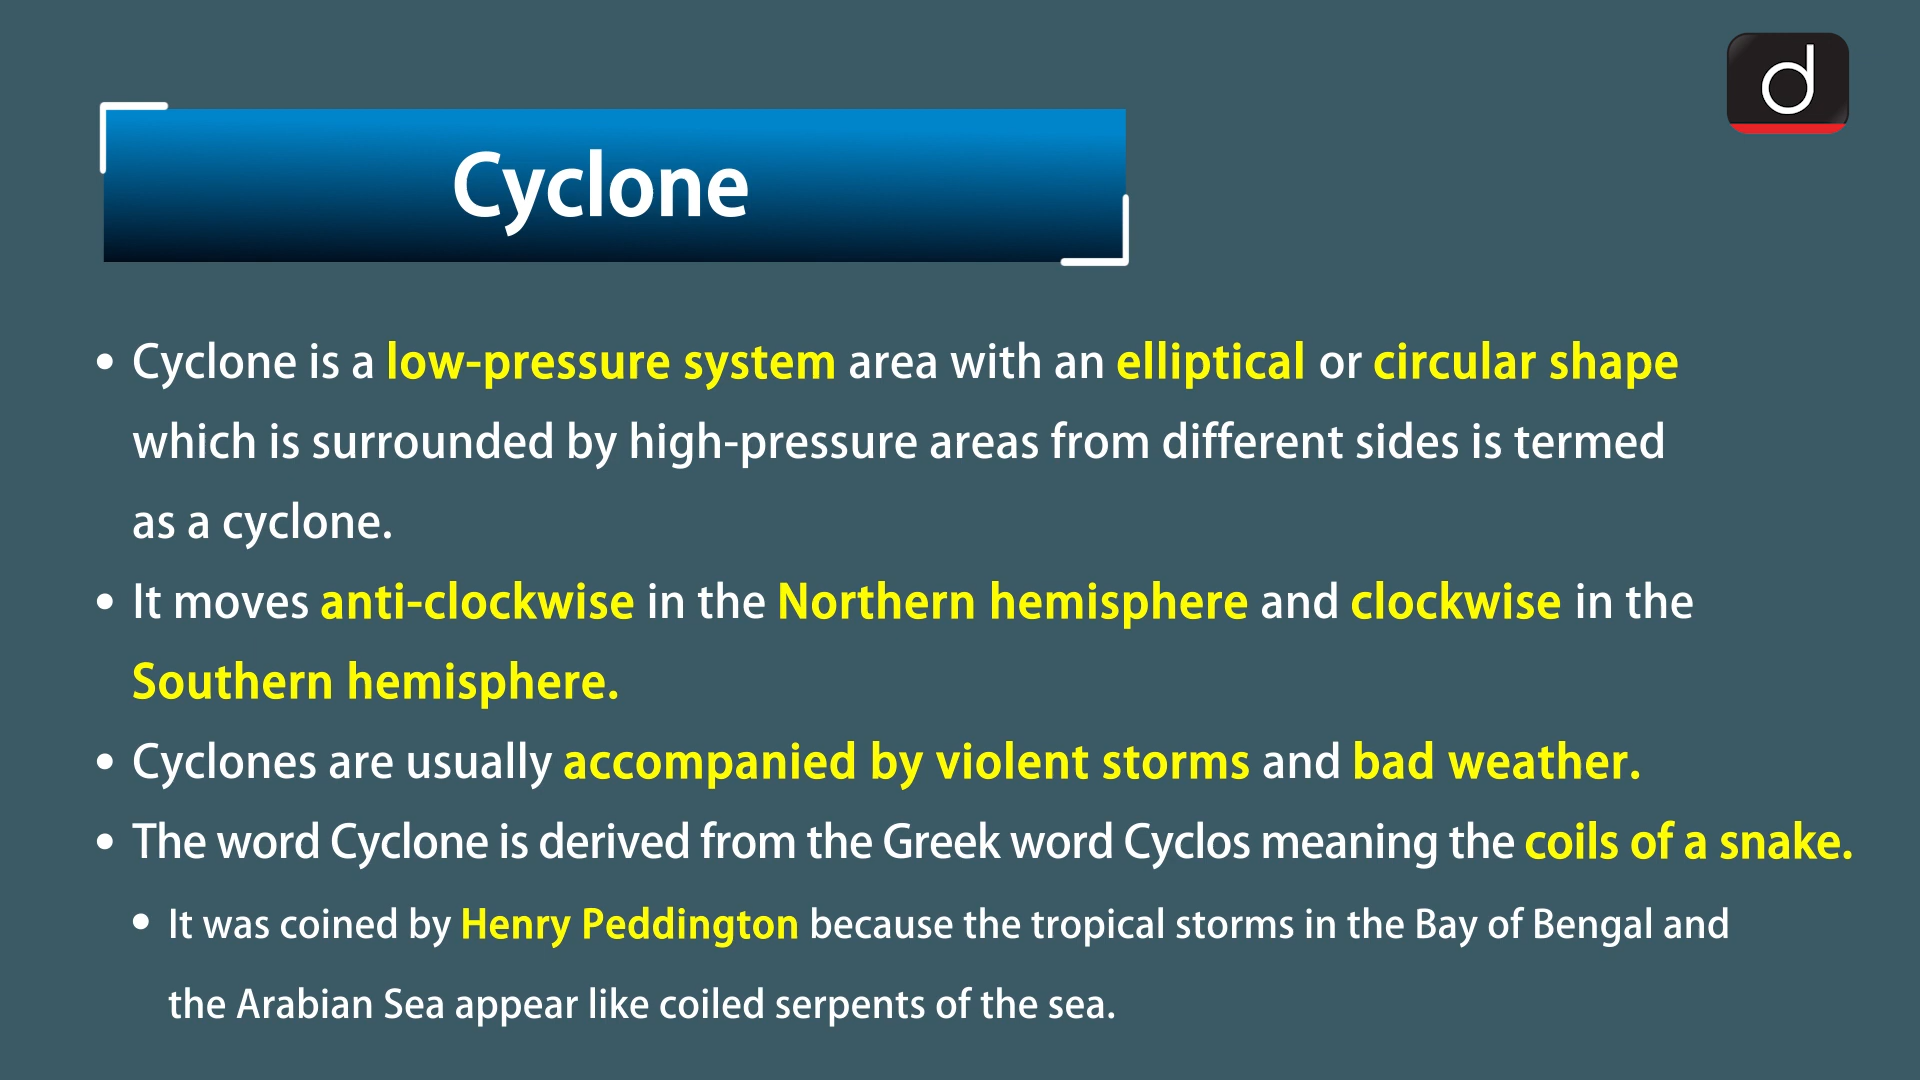 d
Cyclone
• Cyclone is a low-pressure system area with an elliptical or circular shape
which is surrounded by high-pressure areas from different sides is termed
as a cyclone.
• It moves anti-clockwise in the Northern hemisphere and clockwise in the
Southern hemisphere.
• Cyclones are usually accompanied by violent storms and bad weather.
• The word Cyclone is derived from the Greek word Cyclos meaning the coils of a snake.
• It was coined by Henry Peddington because the tropical storms in the Bay of Bengal and
the Arabian Sea appear like coiled serpents of the sea.